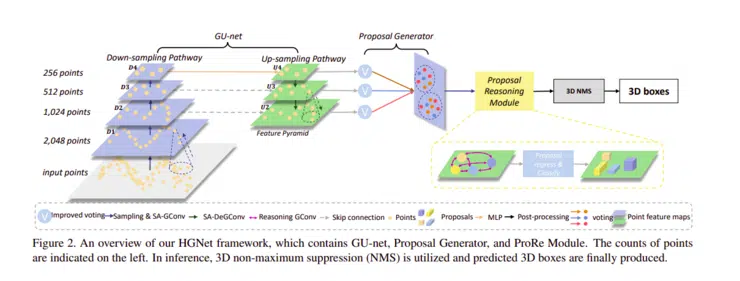 GU-net
Proposal Generator
Down-sampling Pathway
Up-sampling Pathway
256 points
D4
U4
V
512 points
D3
U3
V
1,024 points
D2
U2
V
2,048 points
D1
Feature Pyramid
input points
Proposal
Reasoning
Module
3D NMS
3D boxes
Proposal
regress &
Classify
V Improved voting Sampling & SA-GConv SA-DeGConv Reasoning GConv Skip connection Points Proposals MLP Post-processing voting Point feature maps
Figure 2. An overview of our HGNet framework, which contains GU-net, Proposal Generator, and ProRe Module. The counts of points
are indicated on the left. In inference, 3D non-maximum suppression (NMS) is utilized and predicted 3D boxes are finally produced.